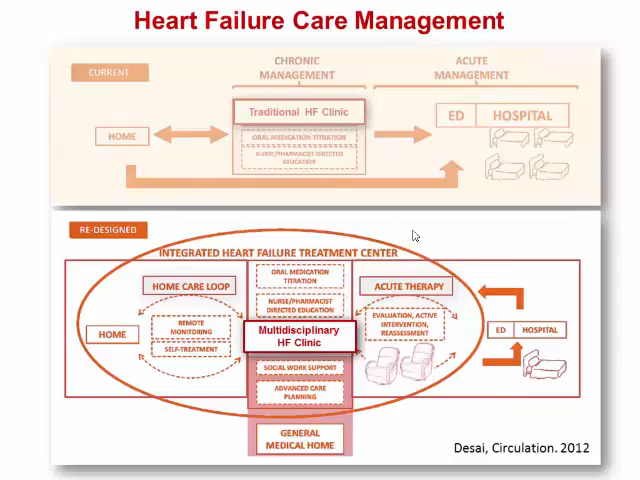 Heart Failure Care Management
CURRENT
CHRONIC
MANAGEMENT
ACUTE
MANAGEMENT
Traditional HF Clinic
ED
HOSPITAL
HOME
ORAL MEDICATION TITRATION
NURSE/PHARMACIST-DIRECTED
EDUCATION
RE-DESIGNED
INTEGRATED HEART FAILURE TREATMENT CENTER
HOME CARE LOOP
ORAL MEDICATION
TITRATION
ACUTE THERAPY
NURSE/PHARMACIST
DIRECTED EDUCATION
HOME
REMOTE
MONITORING
SELF-TREATMENT
Multidisciplinary
HF Clinic
EVALUATION, ACTIVE
INTERVENTION,
REASSESSMENT
ED
HOSPITAL
SOCIAL WORK SUPPORT
ADVANCED CARE
PLANNING
GENERAL
MEDICAL HOME
Desai, Circulation. 2012